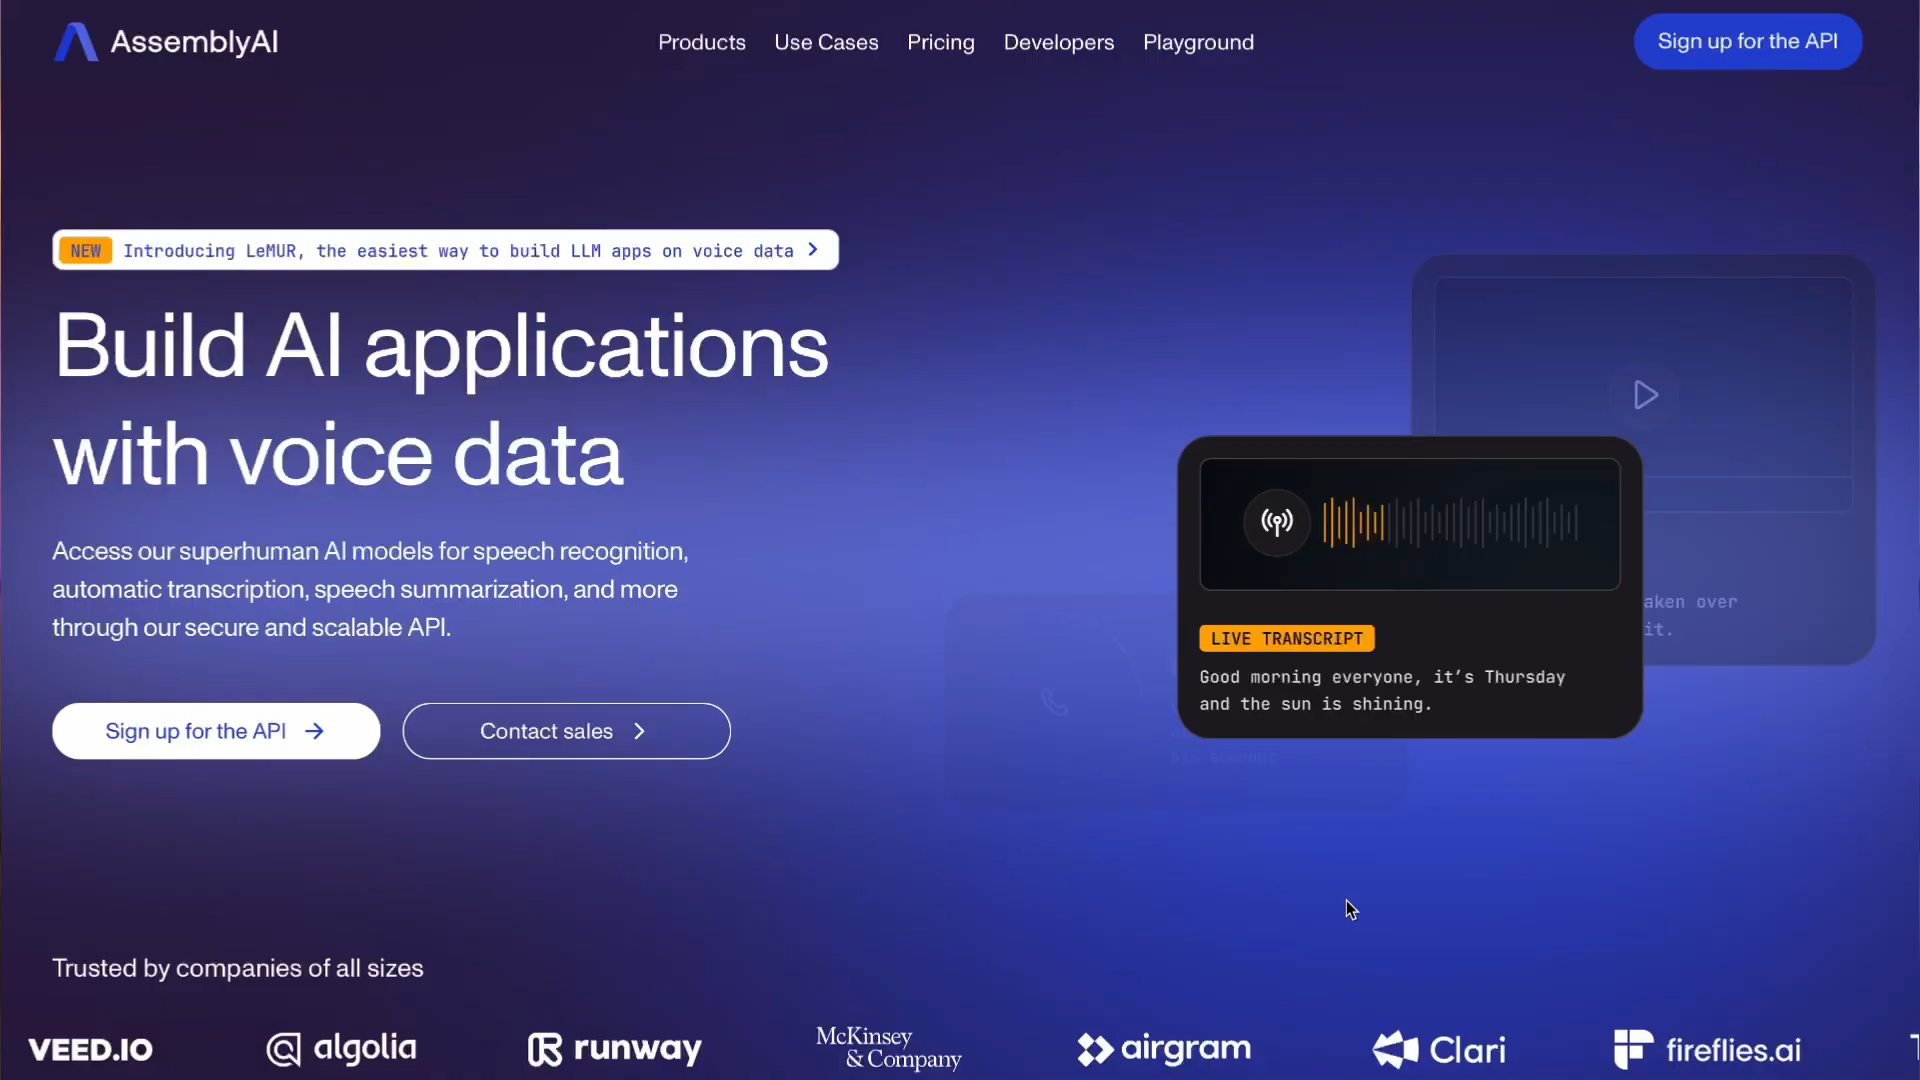 AssemblyAI
Products
Use Cases
Pricing
Developers
Playground
Sign up for the API
NEW Introducing LeMUR, the easiest way to build LLM apps on voice data
Build AI applications
with voice data
Access our superhuman AI models for speech recognition,
automatic transcription, speech summarization, and more
through our secure and scalable API.
Sign up for the API
Contact sales
aken over
it.
LIVE TRANSCRIPT
Good morning everyone, it's Thursday
and the sun is shining.
Trusted by companies of all sizes
VEED.IO
algolia
runway
McKinsey
& Company
airgram
Clari
fireflies.ai